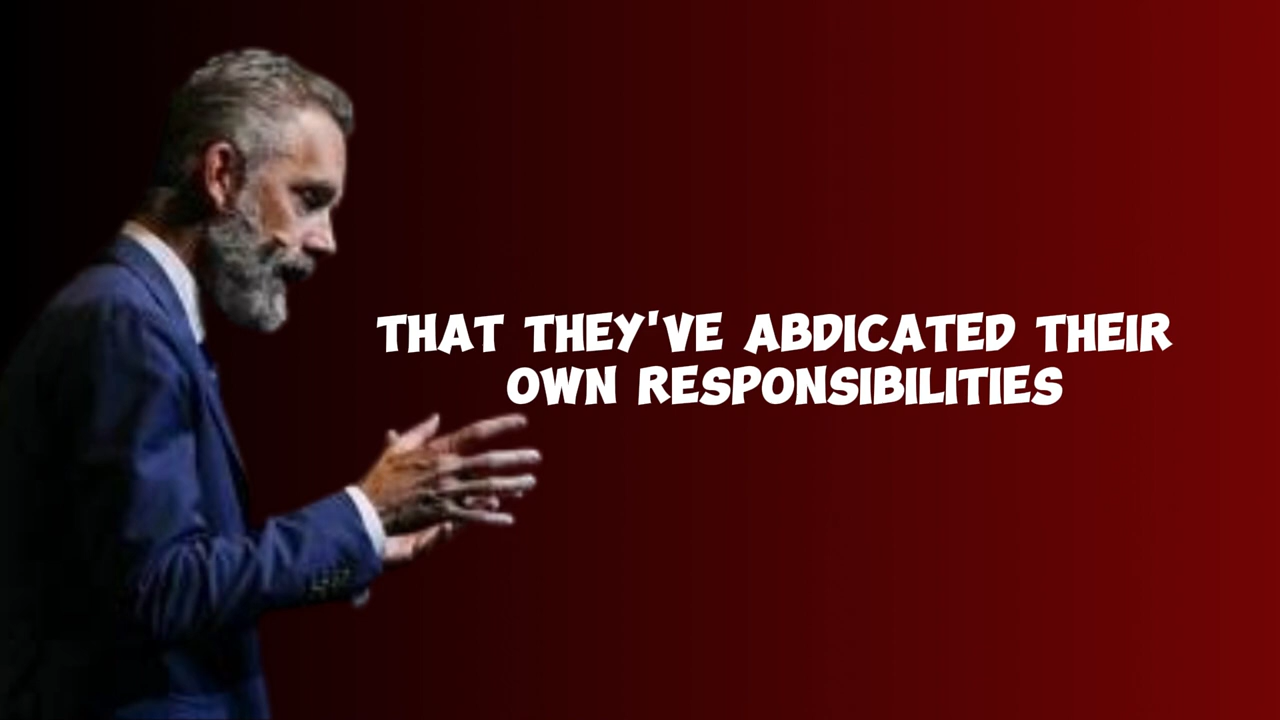 THAT THEY'VE ABDICATED THEIR
OWN RESPONSIBILITIES